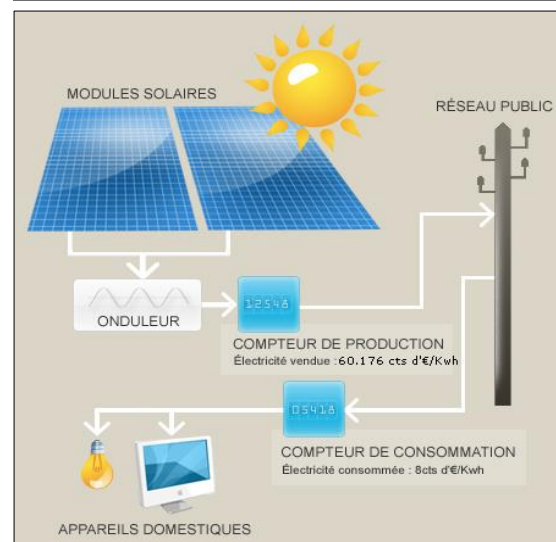 MODULES SOLAIRES
RÉSEAU PUBLIC
12548
ONDULEUR
COMPTEUR DE PRODUCTION
Électricité vendue : 60.176 cts d'€/Kwh
05418
COMPTEUR DE CONSOMMATION
Électricité consommée : 8cts d'€/Kwh
APPAREILS DOMESTIQUES